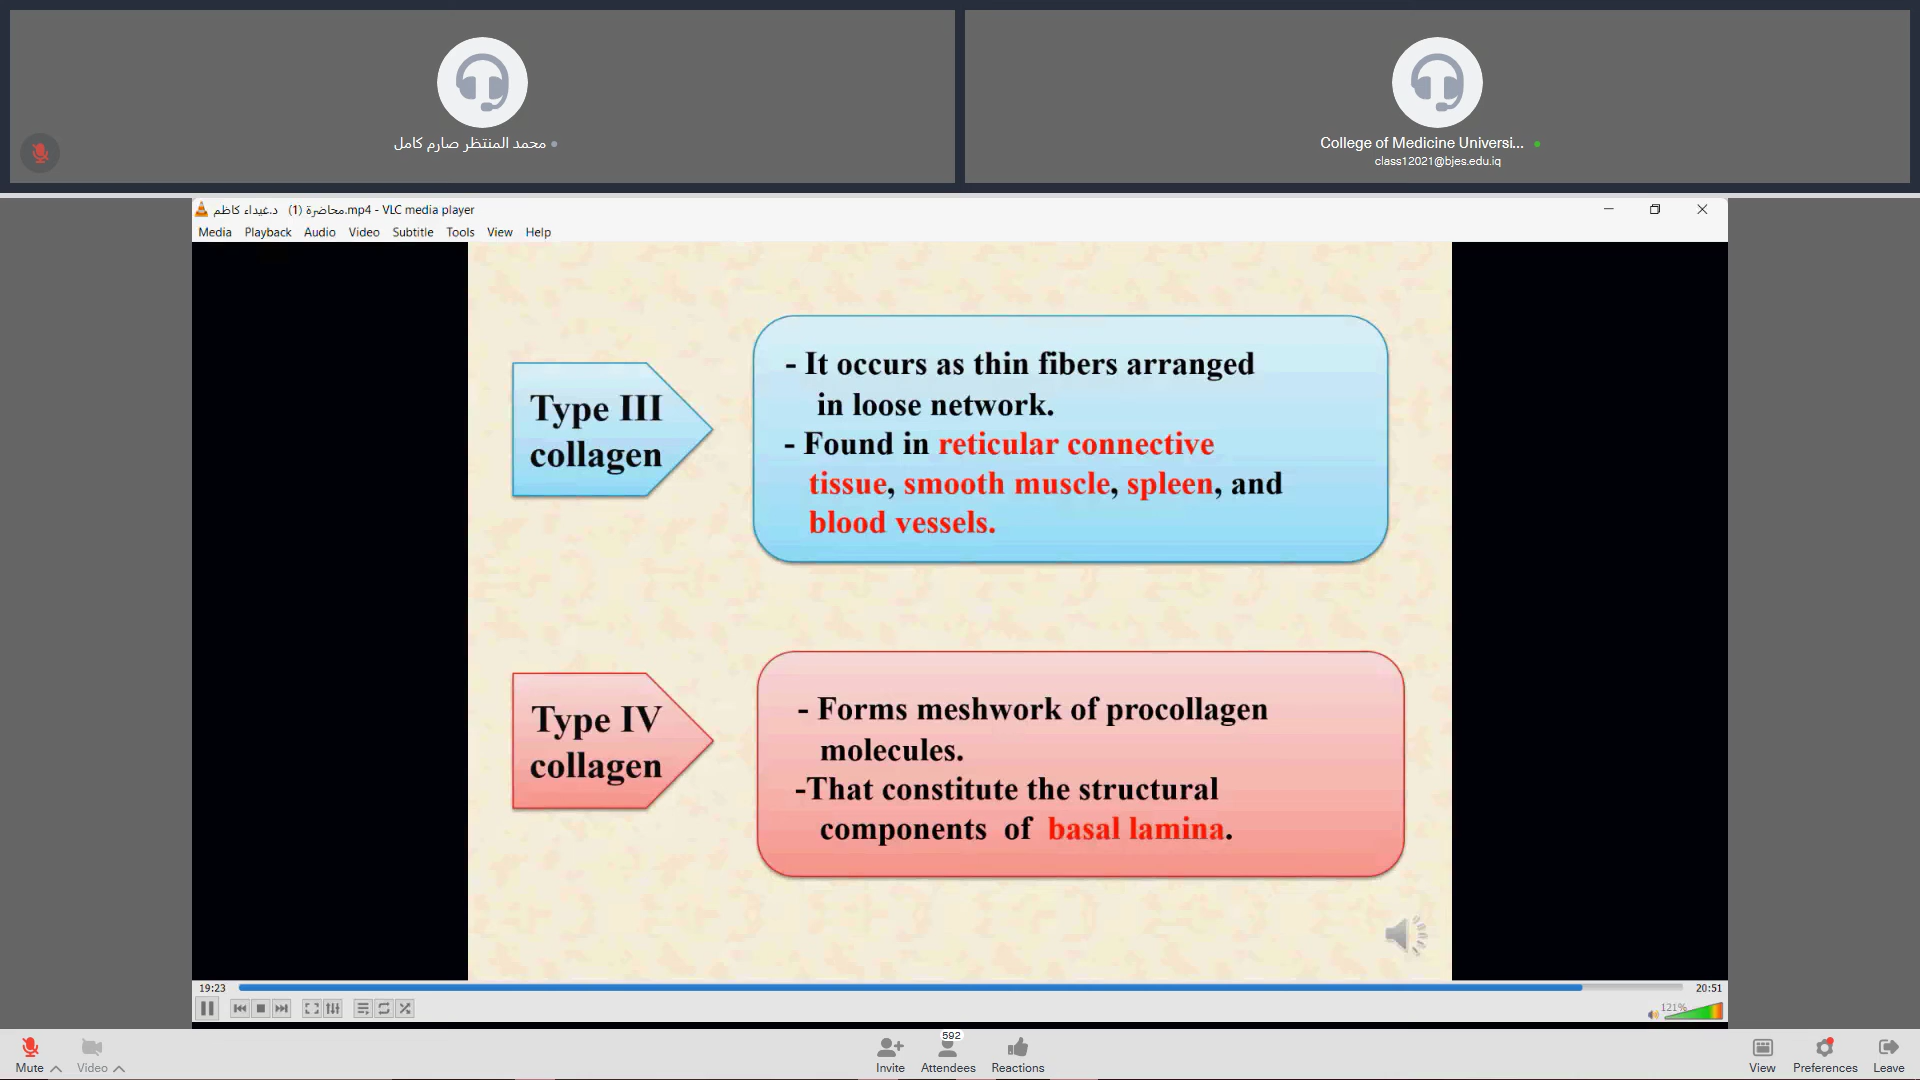 محمد المنتظر صارم كامل
College of Medicine Universi...
class12021@bjes.edu.iq
محاضرة (1) د.غيداء كاظم.mp4 - VLC media player
Media Playback Audio Video Subtitle Tools View Help
Type III
collagen
- It occurs as thin fibers arranged
in loose network.
- Found in reticular connective
tissue, smooth muscle, spleen, and
blood vessels.
Type IV
collagen
- Forms meshwork of procollagen
molecules.
-That constitute the structural
components of basal lamina.
19:23
20:51
121%
592
Mute Video Invite Attendees Reactions View Preferences Leave